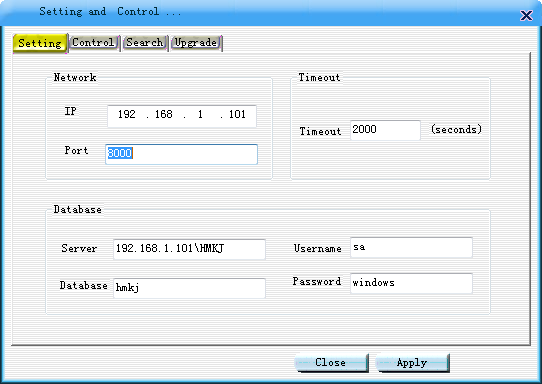 Setting and Control ...
Setting Control Search Upgrade
Network
IP 192 . 168 . 1 . 101
Port 8000
Timeout
Timeout 2000 (seconds)
Database
Server 192.168.1.101\HMKJ
Username sa
Database hmkj
Password windows
Close Apply